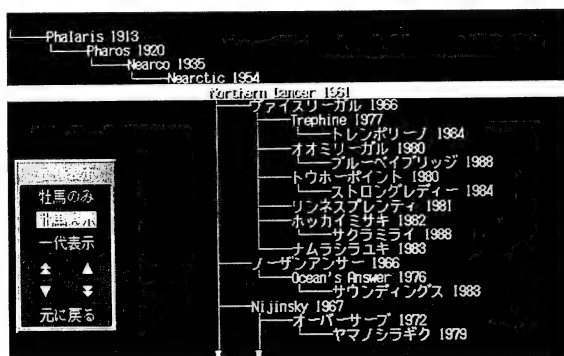 Phalaris 1913
Pharos 1920
Nearco 1935
Nearctic 1954
Northern Dancer 1961
ヴァイスリーガル 1966
Trephine 1977
トレンポリーノ 1984
オオミリーガル 1980
ブルーベイブリッジ 1988
トウホーポイント 1980
ストロングレディー 1984
リンネスプレンティ 1981
ホッカイミサキ 1982
サクラミライ 1988
ナムラシラユキ 1983
ノーザンアンサー 1966
Ocean's Answer 1976
サウンディングス 1983
Nijinsky 1967
オーバーサーブ 1972
ヤマノシラギク 1979
牡馬のみ
牝馬表示
一代表示
元に戻る